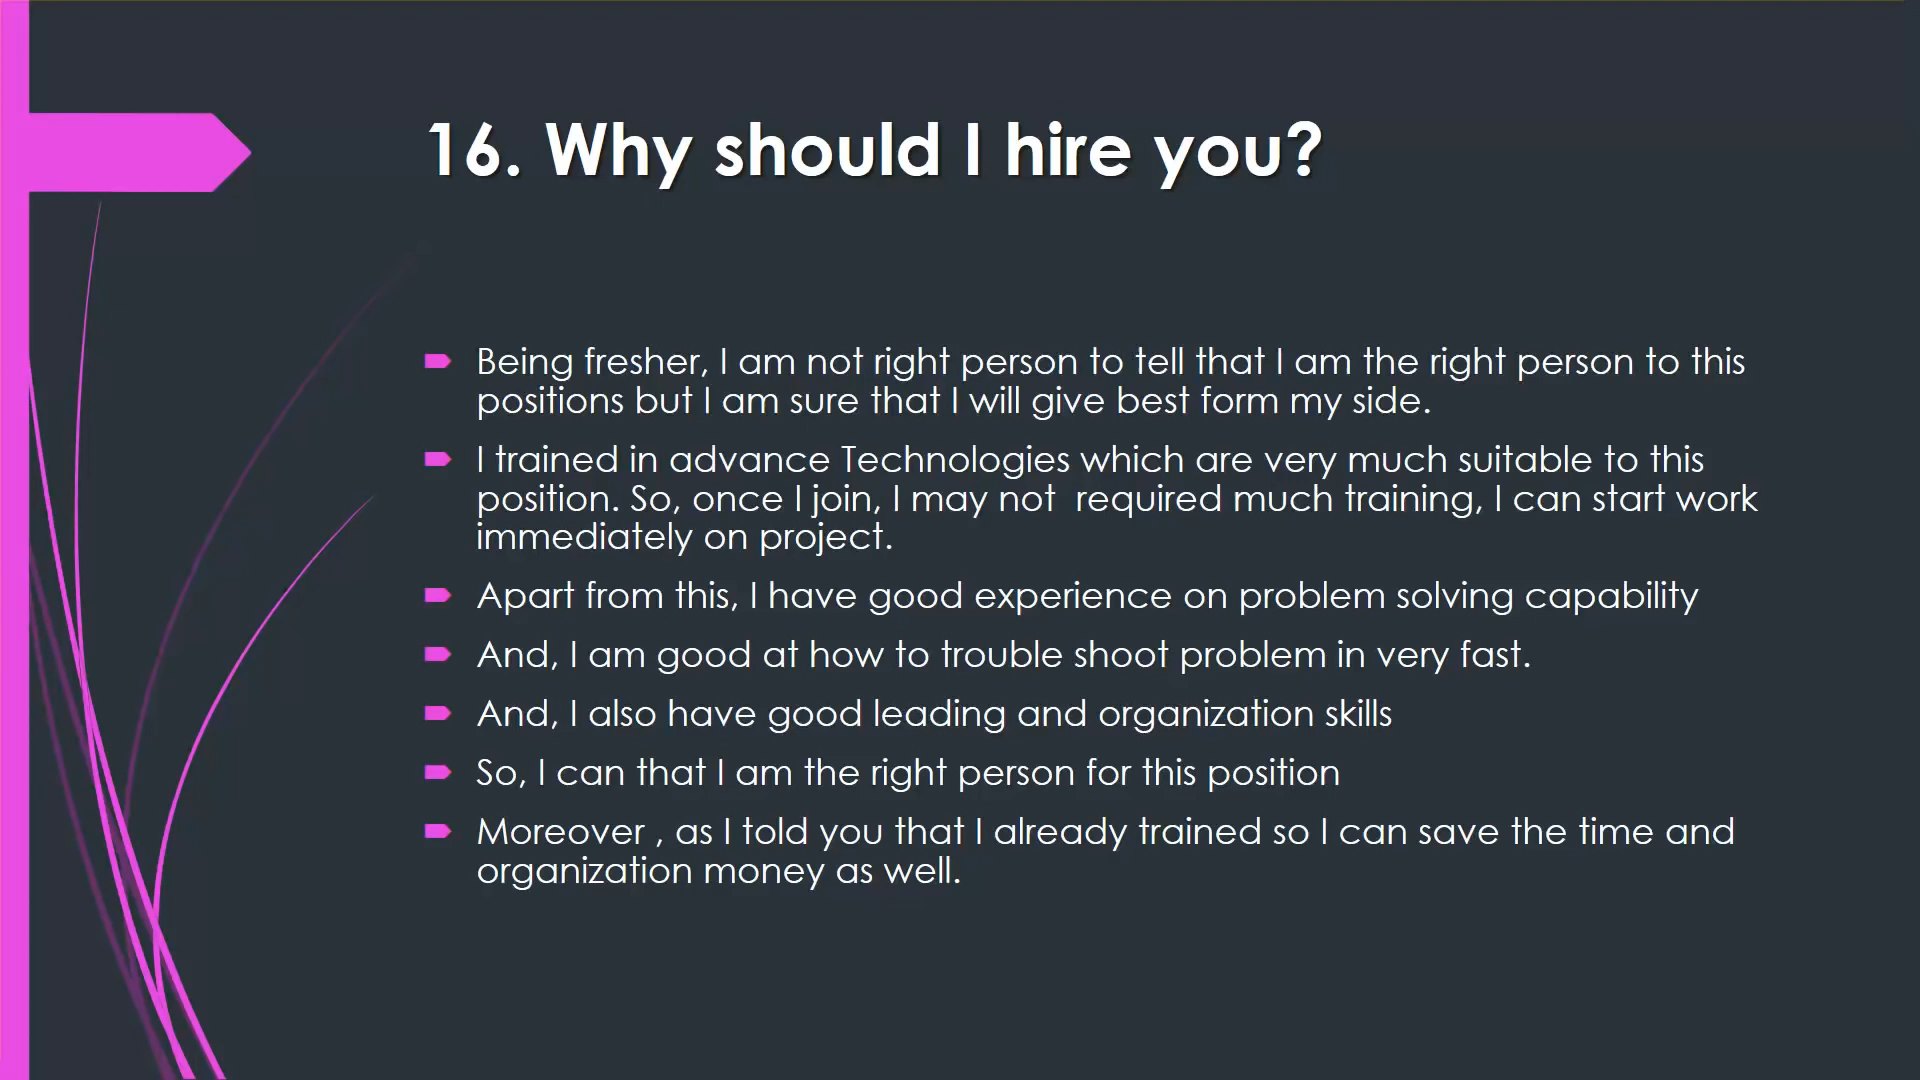 16. Why should I hire you?
Being fresher, I am not right person to tell that I am the right person to this
positions but I am sure that I will give best form my side.
I trained in advance Technologies which are very much suitable to this
position. So, once I join, I may not  required much training, I can start work
immediately on project.
Apart from this, I have good experience on problem solving capability
And, I am good at how to trouble shoot problem in very fast.
And, I also have good leading and organization skills
So, I can that I am the right person for this position
Moreover , as I told you that I already trained so I can save the time and
organization money as well.